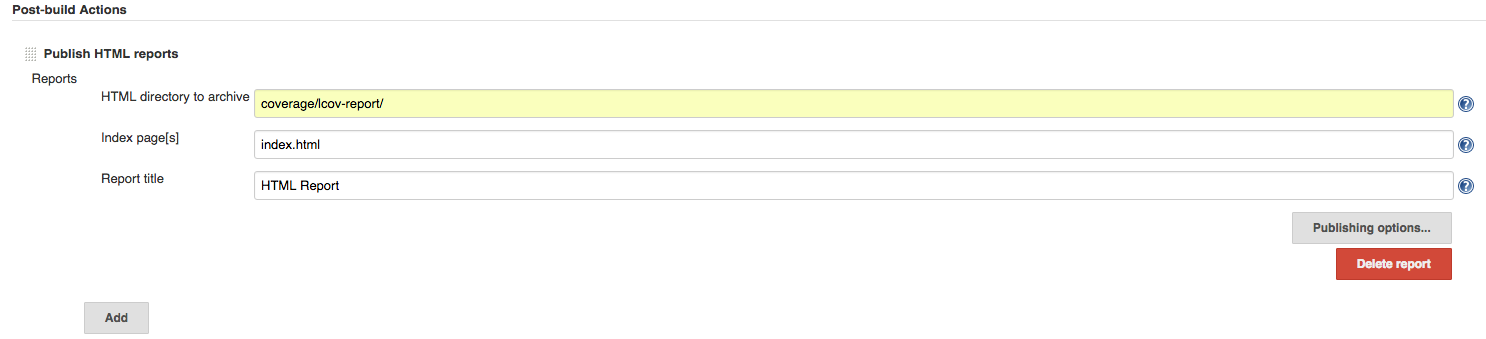 Post-build Actions
Publish HTML reports
Reports
HTML directory to archive coverage/lcov-report/ ?
Index page[s] index.html ?
Report title HTML Report ?
Publishing options...
Delete report
Add